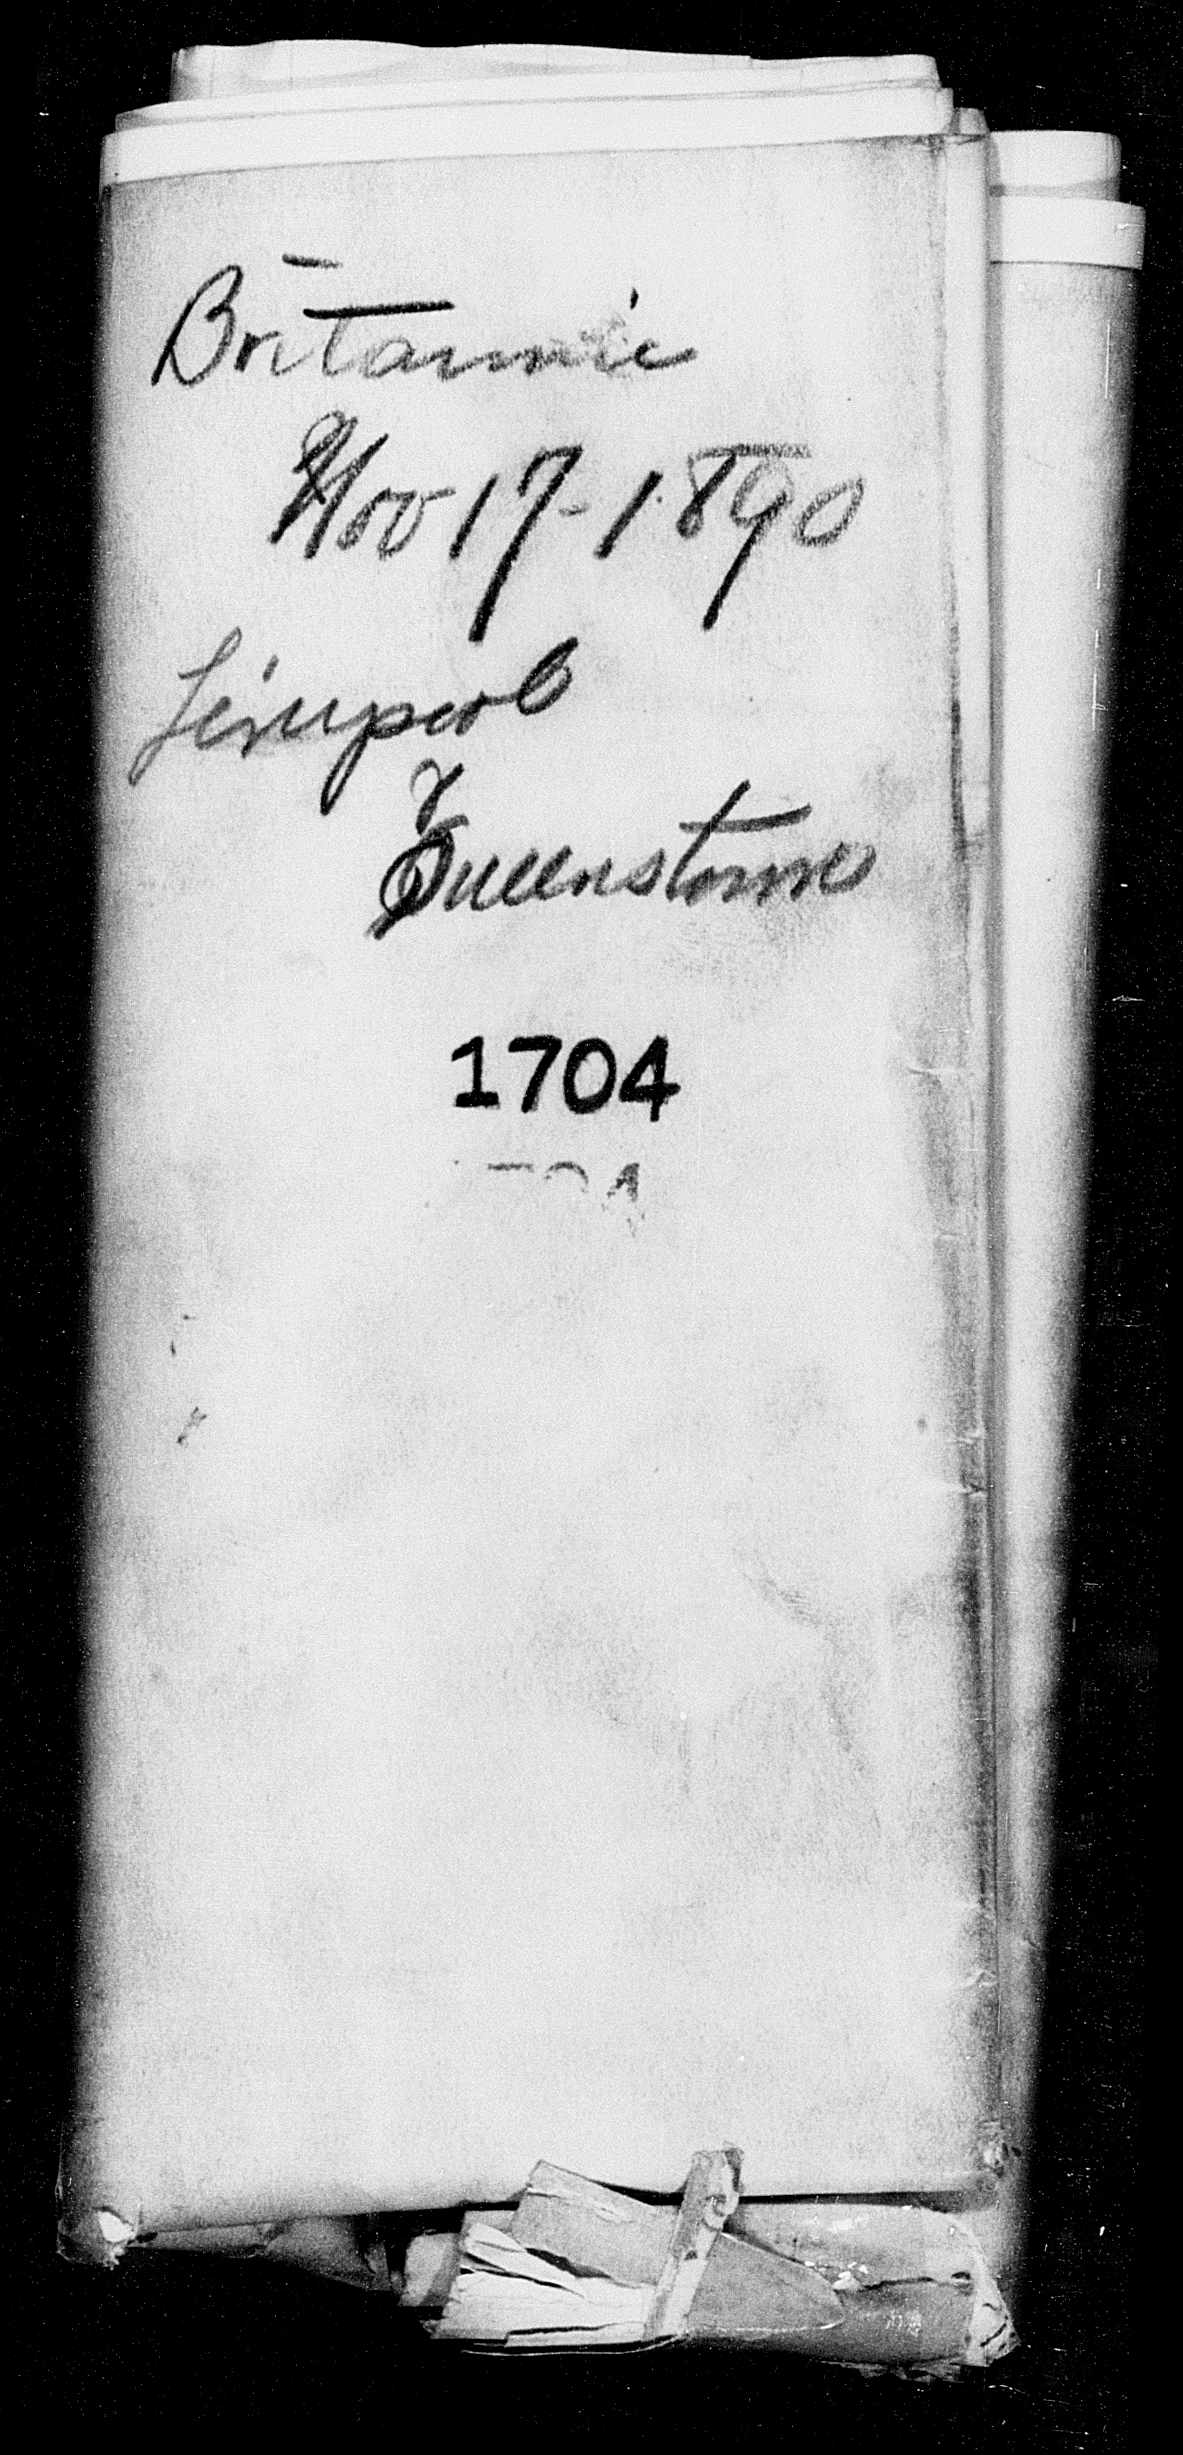 Britannic
Nov 17-1890
Liverpool
&
Queenstown
1704